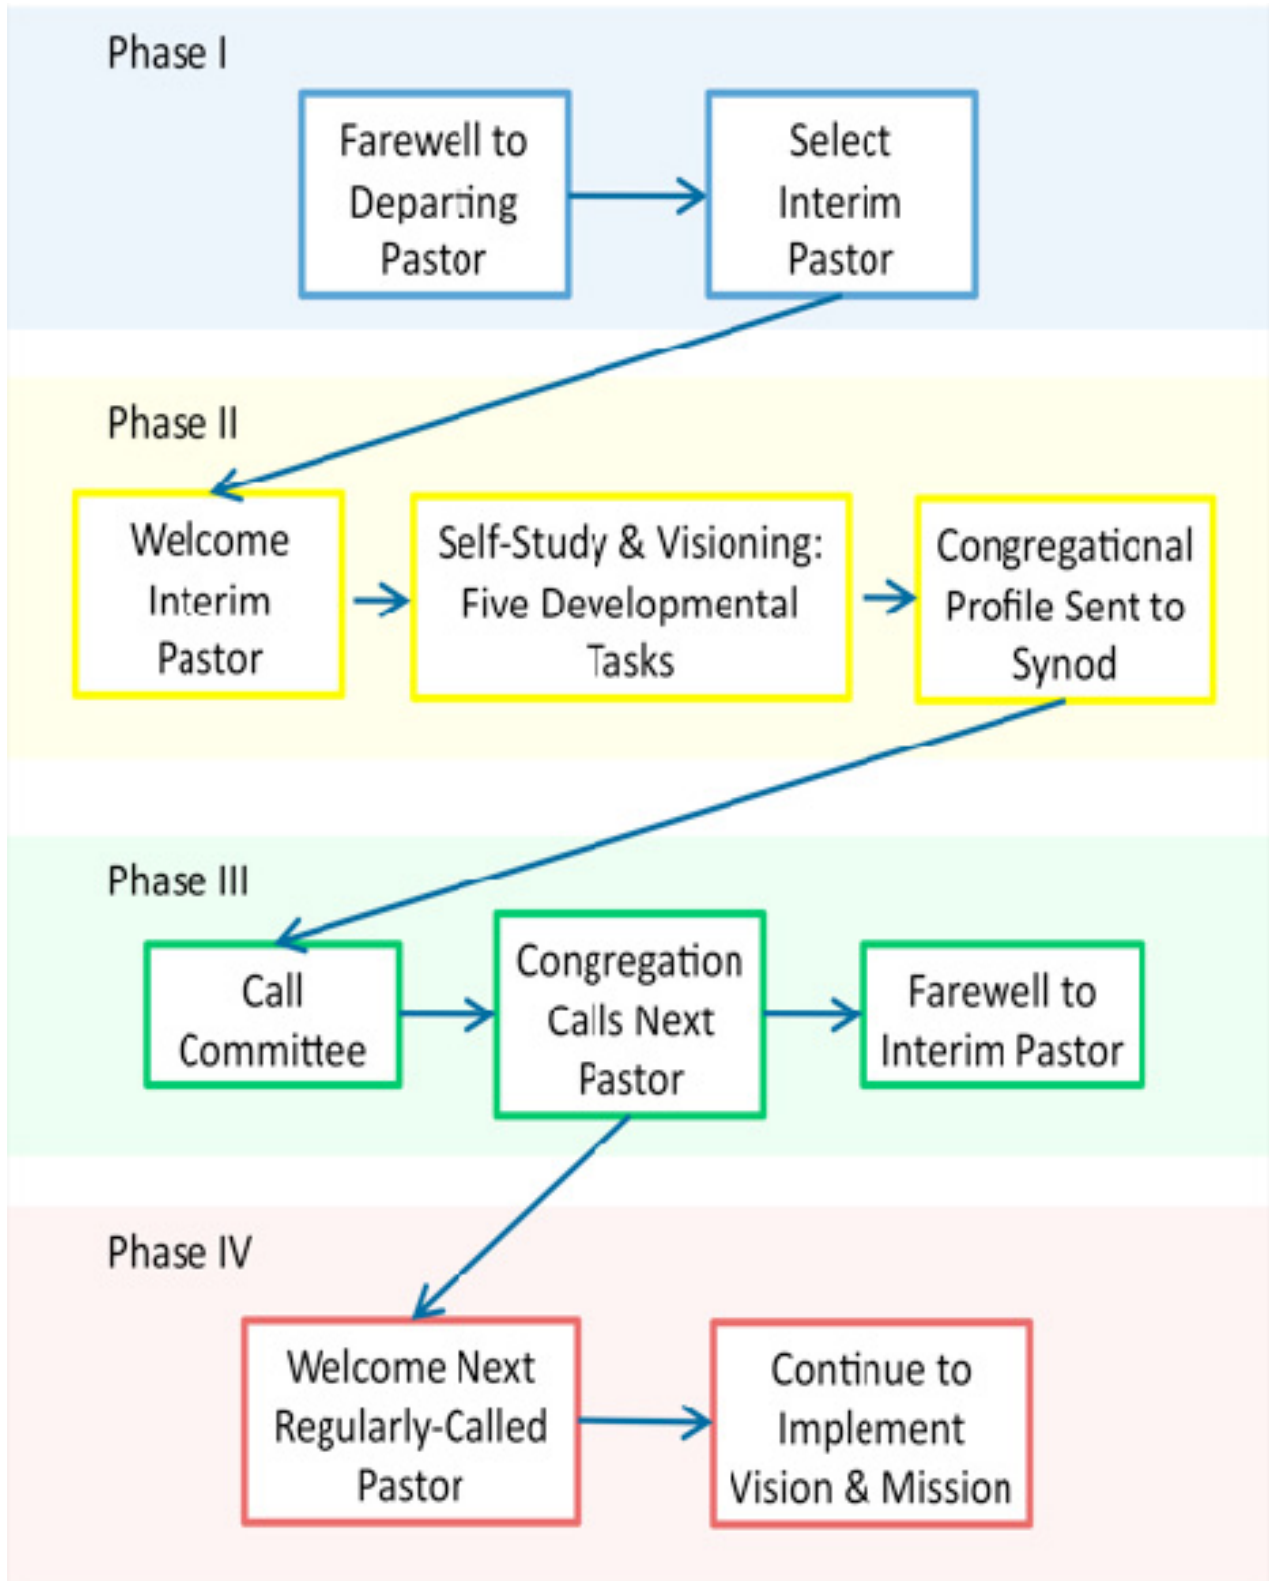 Phase I
Farewell to
Departing
Pastor
Select
Interim
Pastor
Phase II
Welcome
Interim
Pastor
Self-Study & Visioning:
Five Developmental
Tasks
Congregational
Profile Sent to
Synod
Phase III
Call
Committee
Congregation
Calls Next
Pastor
Farewell to
Interim Pastor
Phase IV
Welcome Next
Regularly-Called
Pastor
Continue to
Implement
Vision & Mission